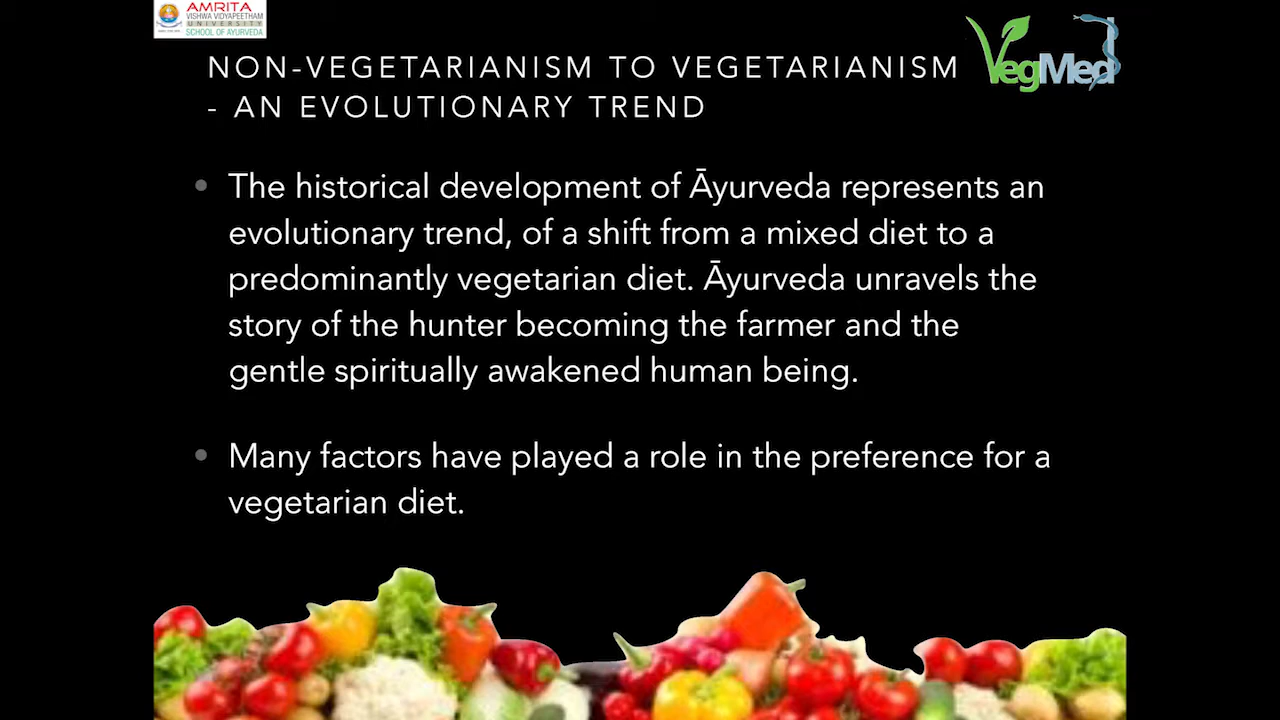 AMRITA
VISHWA VIDYAPEETHAM
UNIVERSITY
SCHOOL OF AYURVEDA
VegMed
NON-VEGETARIANISM TO VEGETARIANISM
- AN EVOLUTIONARY TREND
• The historical development of Āyurveda represents an
evolutionary trend, of a shift from a mixed diet to a
predominantly vegetarian diet. Āyurveda unravels the
story of the hunter becoming the farmer and the
gentle spiritually awakened human being.
• Many factors have played a role in the preference for a
vegetarian diet.